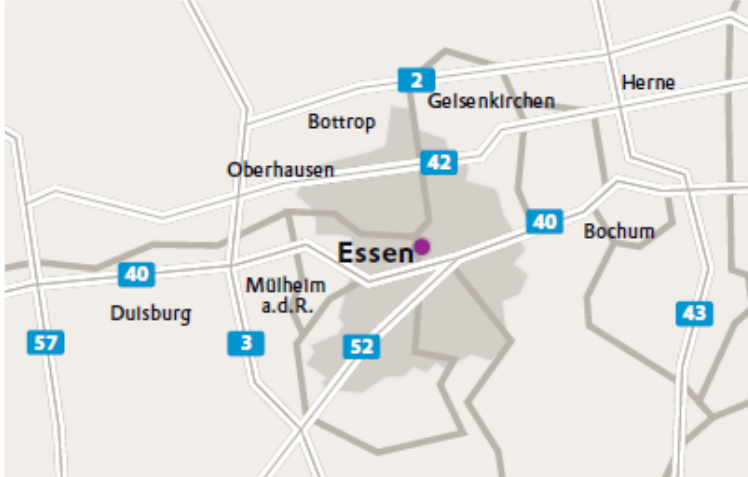 2
Gelsenkirchen
Herne
Bottrop
Oberhausen
42
Essen
40
Bochum
40
Mülheim
a.d.R.
Duisburg
57
3
52
43